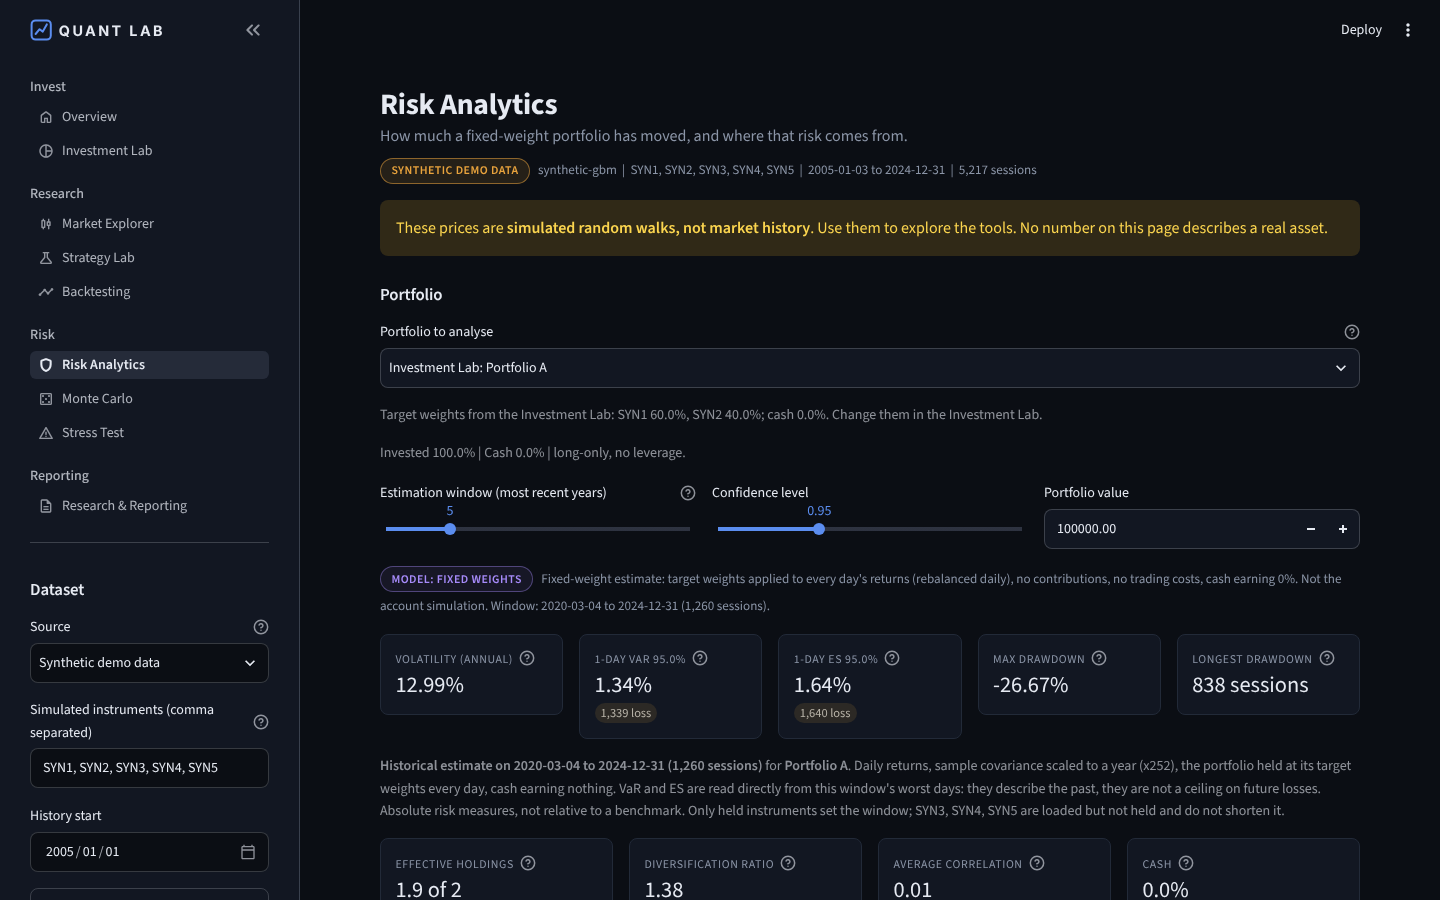 QUANT LAB
Deploy
Invest
Overview
Investment Lab
Research
Market Explorer
Strategy Lab
Backtesting
Risk
Risk Analytics
Monte Carlo
Stress Test
Reporting
Research & Reporting
Dataset
Source
Synthetic demo data
Simulated instruments (comma
separated)
SYN1, SYN2, SYN3, SYN4, SYN5
History start
2005/01/01
Risk Analytics
How much a fixed-weight portfolio has moved, and where that risk comes from.
SYNTHETIC DEMO DATA synthetic-gbm | SYN1, SYN2, SYN3, SYN4, SYN5 | 2005-01-03 to 2024-12-31 | 5,217 sessions
These prices are simulated random walks, not market history. Use them to explore the tools. No number on this page describes a real asset.
Portfolio
Portfolio to analyse
Investment Lab: Portfolio A
Target weights from the Investment Lab: SYN1 60.0%, SYN2 40.0%; cash 0.0%. Change them in the Investment Lab.
Invested 100.0% | Cash 0.0% | long-only, no leverage.
Estimation window (most recent years)
5
Confidence level
0.95
Portfolio value
100000.00
MODEL: FIXED WEIGHTS Fixed-weight estimate: target weights applied to every day's returns (rebalanced daily), no contributions, no trading costs, cash earning 0%. Not the
account simulation. Window: 2020-03-04 to 2024-12-31 (1,260 sessions).
VOLATILITY (ANNUAL)
12.99%
1-DAY VAR 95.0%
1.34%
1,339 loss
1-DAY ES 95.0%
1.64%
1,640 loss
MAX DRAWDOWN
-26.67%
LONGEST DRAWDOWN
838 sessions
Historical estimate on 2020-03-04 to 2024-12-31 (1,260 sessions) for Portfolio A. Daily returns, sample covariance scaled to a year (x252), the portfolio held at its target
weights every day, cash earning nothing. VaR and ES are read directly from this window's worst days: they describe the past, they are not a ceiling on future losses.
Absolute risk measures, not relative to a benchmark. Only held instruments set the window; SYN3, SYN4, SYN5 are loaded but not held and do not shorten it.
EFFECTIVE HOLDINGS
1.9 of 2
DIVERSIFICATION RATIO
1.38
AVERAGE CORRELATION
0.01
CASH
0.0%